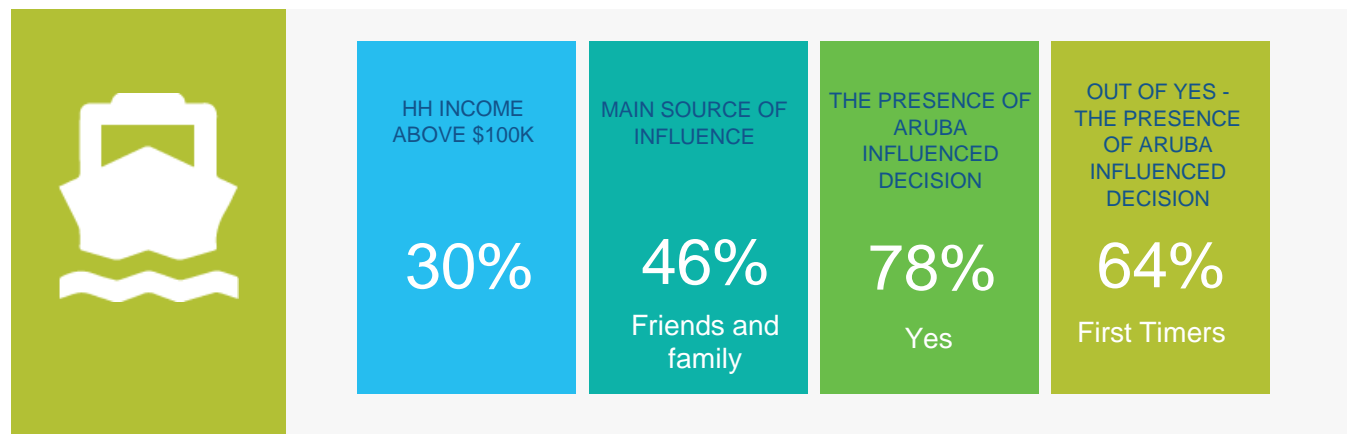 HH INCOME
ABOVE $100K
30%
MAIN SOURCE OF
INFLUENCE
46%
Friends and
family
THE PRESENCE OF
ARUBA
INFLUENCED
DECISION
78%
Yes
OUT OF YES -
THE PRESENCE
OF ARUBA
INFLUENCED
DECISION
64%
First Timers